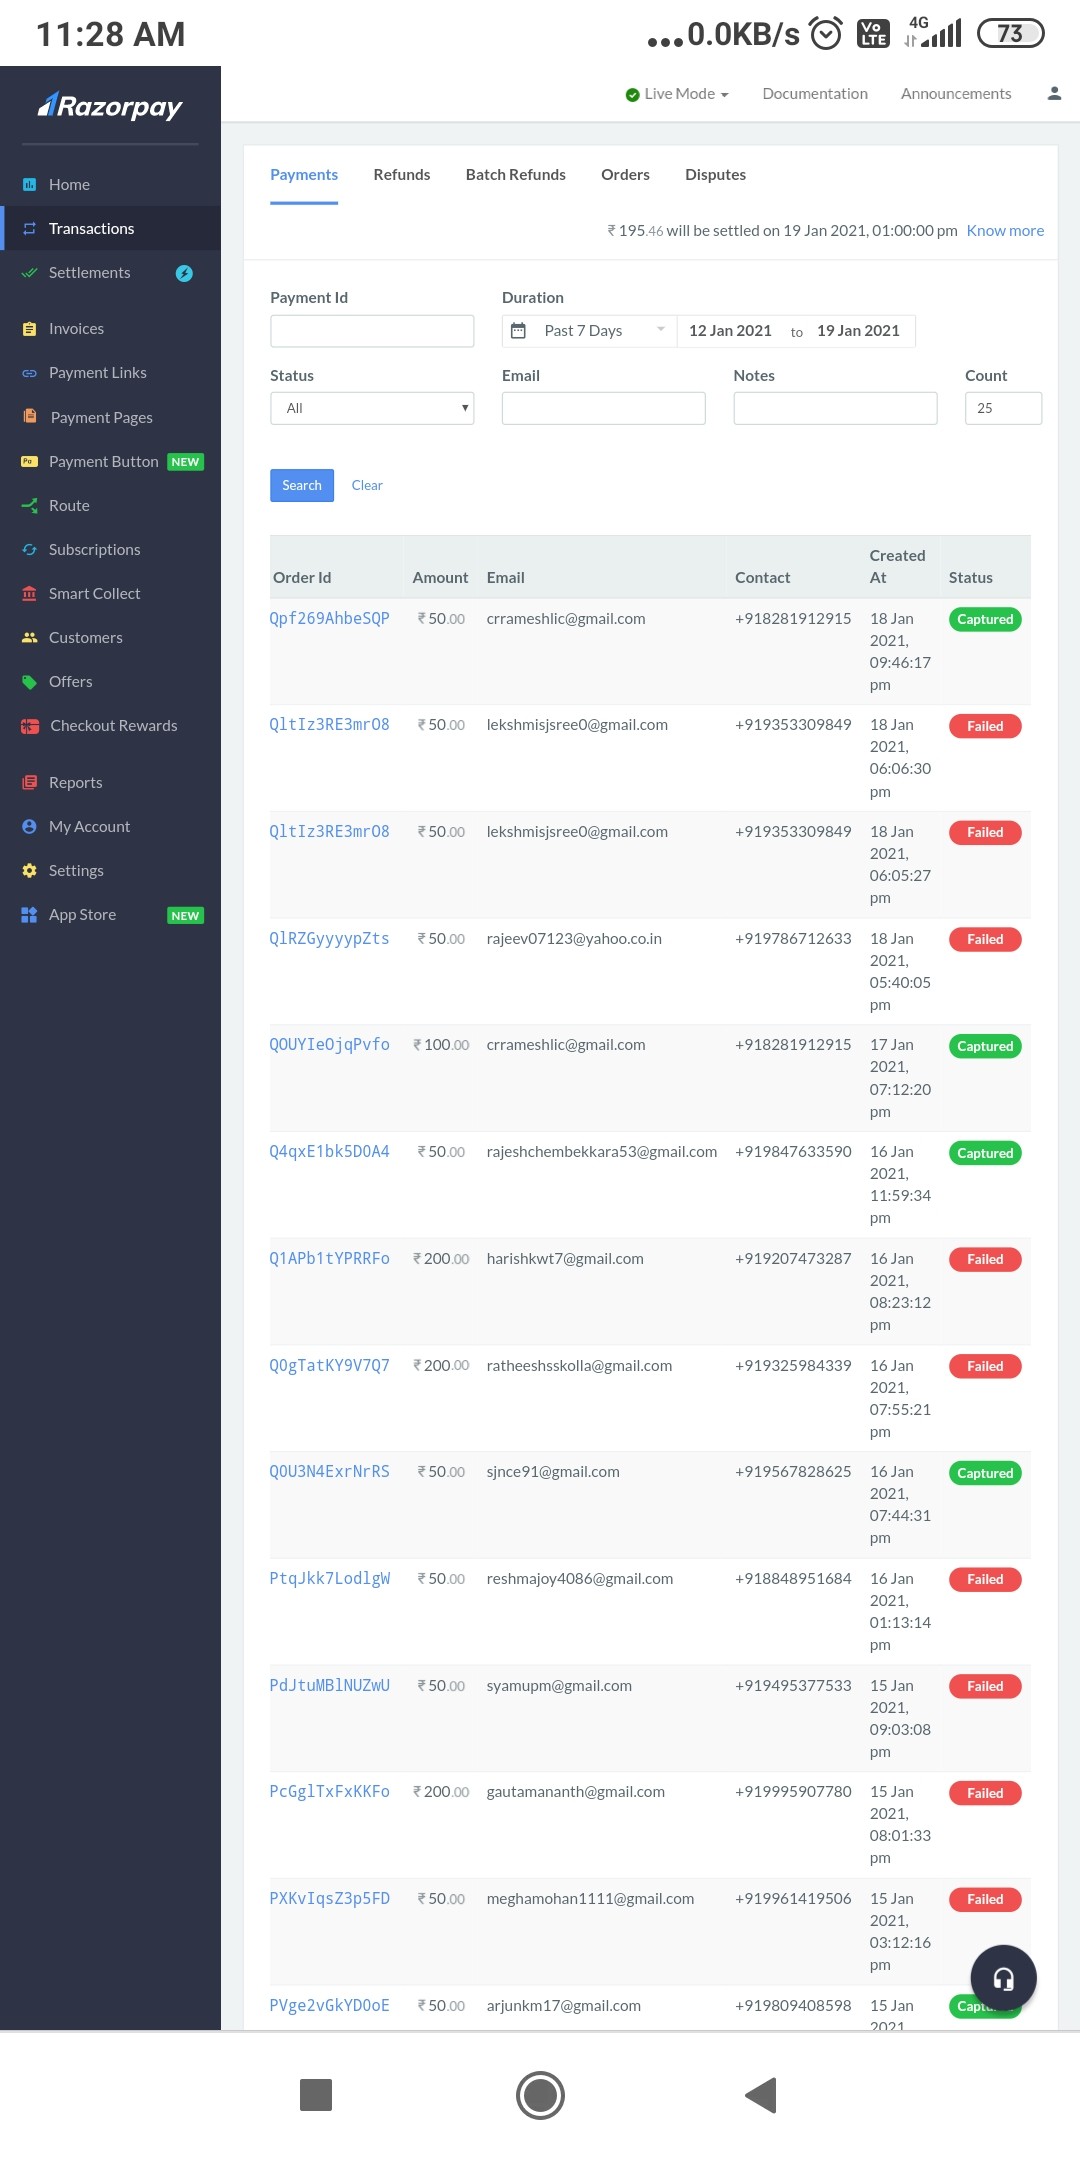 11:28 AM
...0.0KB/s Vo LTE 4G 73
Razorpay
Live Mode Documentation Announcements
Home
Transactions
Settlements
Invoices
Payment Links
Payment Pages
Payment Button NEW
Route
Subscriptions
Smart Collect
Customers
Offers
Checkout Rewards
Reports
My Account
Settings
App Store NEW
Payments Refunds Batch Refunds Orders Disputes
₹ 195.46 will be settled on 19 Jan 2021, 01:00:00 pm Know more
Payment Id Duration
Past 7 Days 12 Jan 2021 to 19 Jan 2021
Status Email Notes Count
All 25
Search Clear
Order Id Amount Email Contact Created At Status
Qpf269AhbeSQP ₹ 50.00 crrameshlic@gmail.com +918281912915 18 Jan 2021, 09:46:17 pm Captured
QltIz3RE3mrO8 ₹ 50.00 lekshmisjsree0@gmail.com +919353309849 18 Jan 2021, 06:06:30 pm Failed
QltIz3RE3mrO8 ₹ 50.00 lekshmisjsree0@gmail.com +919353309849 18 Jan 2021, 06:05:27 pm Failed
QlRZGyyyypZts ₹ 50.00 rajeev07123@yahoo.co.in +919786712633 18 Jan 2021, 05:40:05 pm Failed
QOUYIeOjqPvfo ₹ 100.00 crrameshlic@gmail.com +918281912915 17 Jan 2021, 07:12:20 pm Captured
Q4qxE1bk5D0A4 ₹ 50.00 rajeshchembekkara53@gmail.com +919847633590 16 Jan 2021, 11:59:34 pm Captured
Q1APb1tYPRRFo ₹ 200.00 harishkwt7@gmail.com +919207473287 16 Jan 2021, 08:23:12 pm Failed
Q0gTatKY9V7Q7 ₹ 200.00 ratheeshsskolla@gmail.com +919325984339 16 Jan 2021, 07:55:21 pm Failed
Q0U3N4ExrNrRS ₹ 50.00 sjnce91@gmail.com +919567828625 16 Jan 2021, 07:44:31 pm Captured
PtqJkk7LodlgW ₹ 50.00 reshmajoy4086@gmail.com +918848951684 16 Jan 2021, 01:13:14 pm Failed
PdJtuMBlNUZwU ₹ 50.00 syamupm@gmail.com +919495377533 15 Jan 2021, 09:03:08 pm Failed
PcGglTxFxKKFo ₹ 200.00 gautamananth@gmail.com +919995907780 15 Jan 2021, 08:01:33 pm Failed
PXKvIqsZ3p5FD ₹ 50.00 meghamohan1111@gmail.com +919961419506 15 Jan 2021, 03:12:16 pm Failed
PVge2vGkYD0oE ₹ 50.00 arjunkm17@gmail.com +919809408598 15 Jan 2021